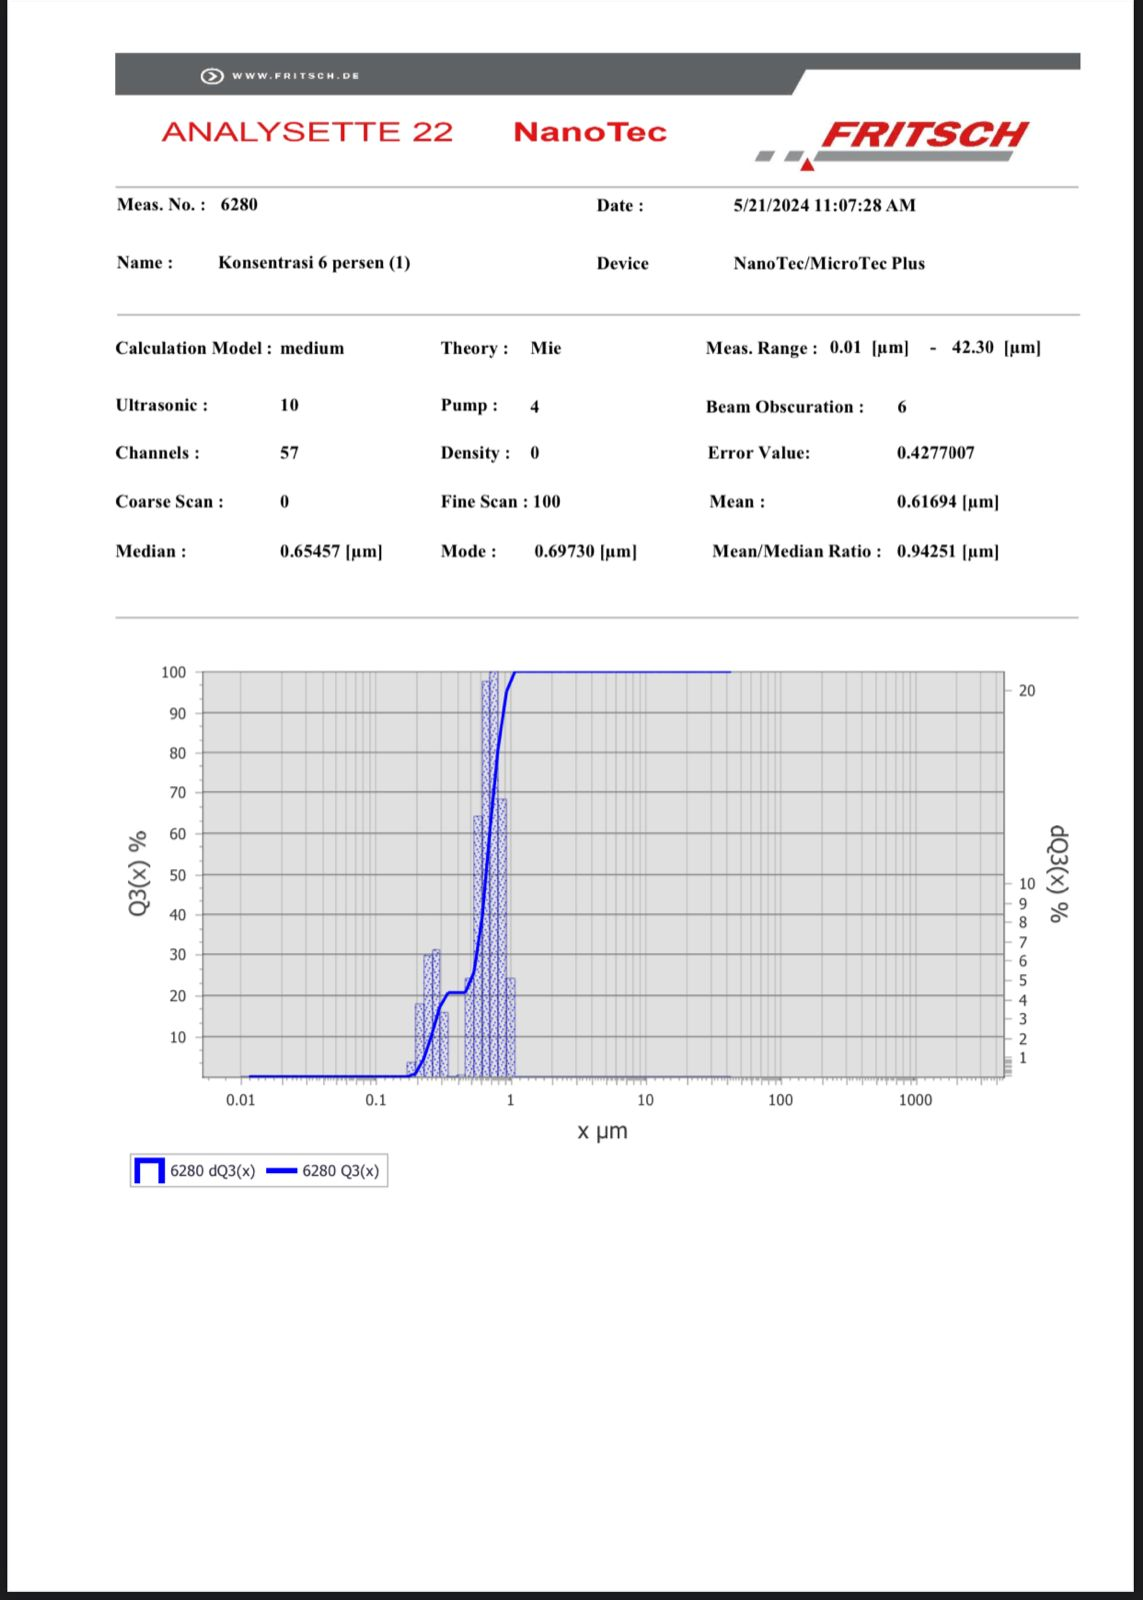 WWW.FRITSCH.DE
ANALYSETTE 22 NanoTec FRITSCH
Meas. No. : 6280 Date : 5/21/2024 11:07:28 AM
Name : Konsentrasi 6 persen (1) Device NanoTec/MicroTec Plus
Calculation Model : medium Theory : Mie Meas. Range : 0.01 [µm] - 42.30 [µm]
Ultrasonic : 10 Pump : 4 Beam Obscuration : 6
Channels : 57 Density : 0 Error Value: 0.4277007
Coarse Scan : 0 Fine Scan : 100 Mean : 0.61694 [µm]
Median : 0.65457 [µm] Mode : 0.69730 [µm] Mean/Median Ratio : 0.94251 [µm]
100
90
80
70
60
50
40
30
20
10
Q3(x) %
20
10
9
8
7
6
5
4
3
2
1
dQ3(x) %
0.01 0.1 1 10 100 1000
x µm
6280 dQ3(x) 6280 Q3(x)